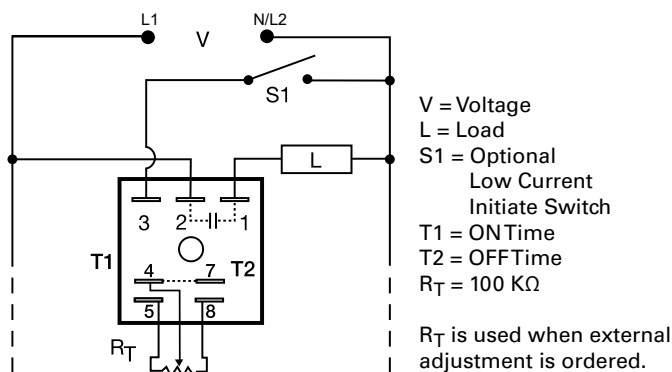 L1 V N/L2
S1
L
3 2 1
T1 4 7 T2
5 8
RT
V = Voltage
L = Load
S1 = Optional
Low Current
Initiate Switch
T1 = ON Time
T2 = OFF Time
RT = 100 KΩ
RT is used when external
adjustment is ordered.